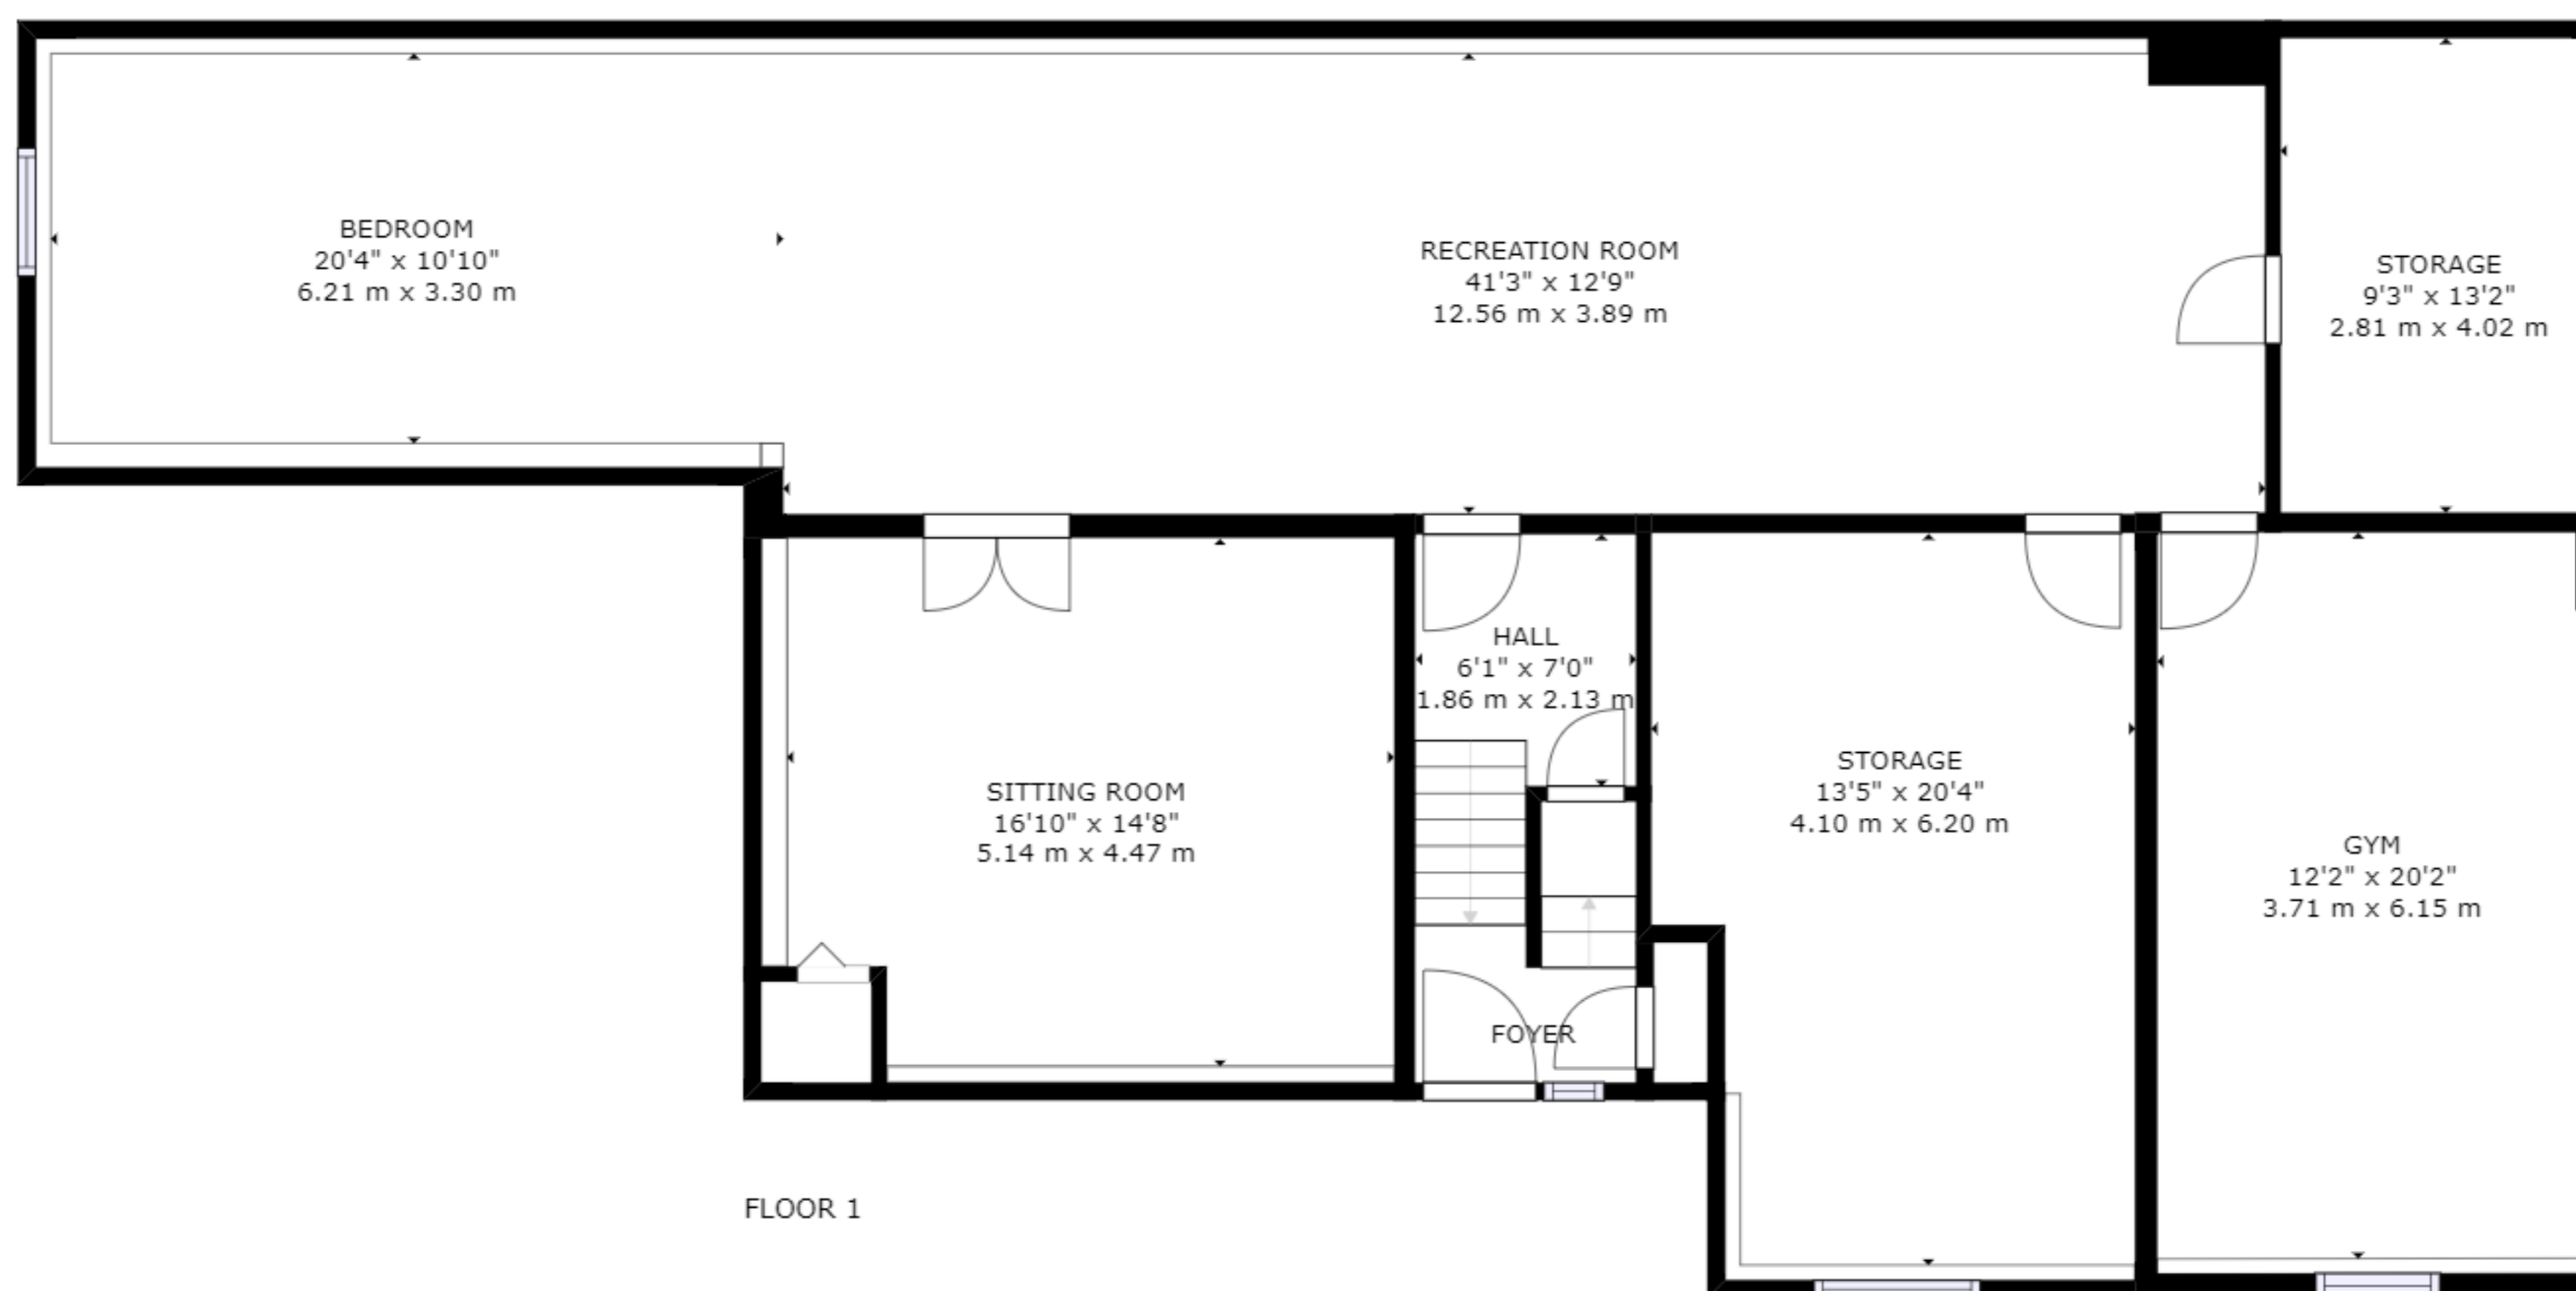 BEDROOM
20'4" x 10'10"
6.21 m x 3.30 m
RECREATION ROOM
41'3" x 12'9"
12.56 m x 3.89 m
STORAGE
9'3" x 13'2"
2.81 m x 4.02 m
HALL
6'1" x 7'0"
1.86 m x 2.13 m
SITTING ROOM
16'10" x 14'8"
5.14 m x 4.47 m
STORAGE
13'5" x 20'4"
4.10 m x 6.20 m
GYM
12'2" x 20'2"
3.71 m x 6.15 m
FOYER
FLOOR 1